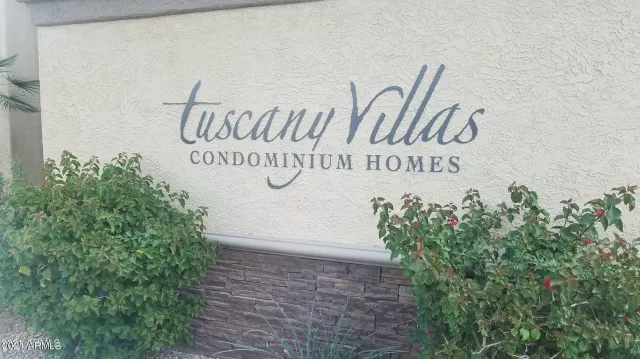 tuscany Villas
CONDOMINIUM HOMES
2021 ARMLS